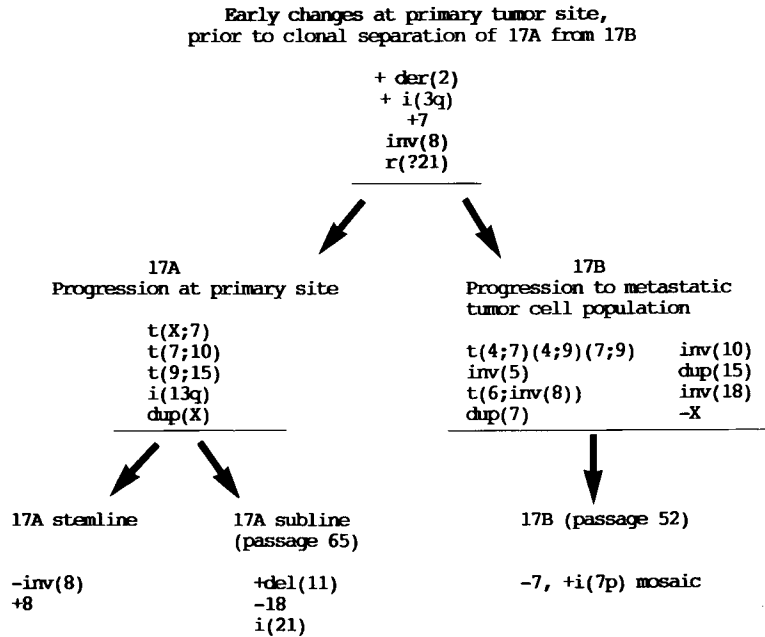 Early changes at primary tumor site,
prior to clonal separation of 17A from 17B
+ der(2)
+ i(3q)
+7
inv(8)
r(?21)
17A
Progression at primary site
t(X;7)
t(7;10)
t(9;15)
i(13q)
dup(X)
17B
Progression to metastatic
tumor cell population
t(4;7)(4;9)(7;9) inv(10)
inv(5) dup(15)
t(6;inv(8)) inv(18)
dup(7) -X
17A stemline
-inv(8)
+8
17A subline
(passage 65)
+del(11)
-18
i(21)
17B (passage 52)
-7, +i(7p) mosaic